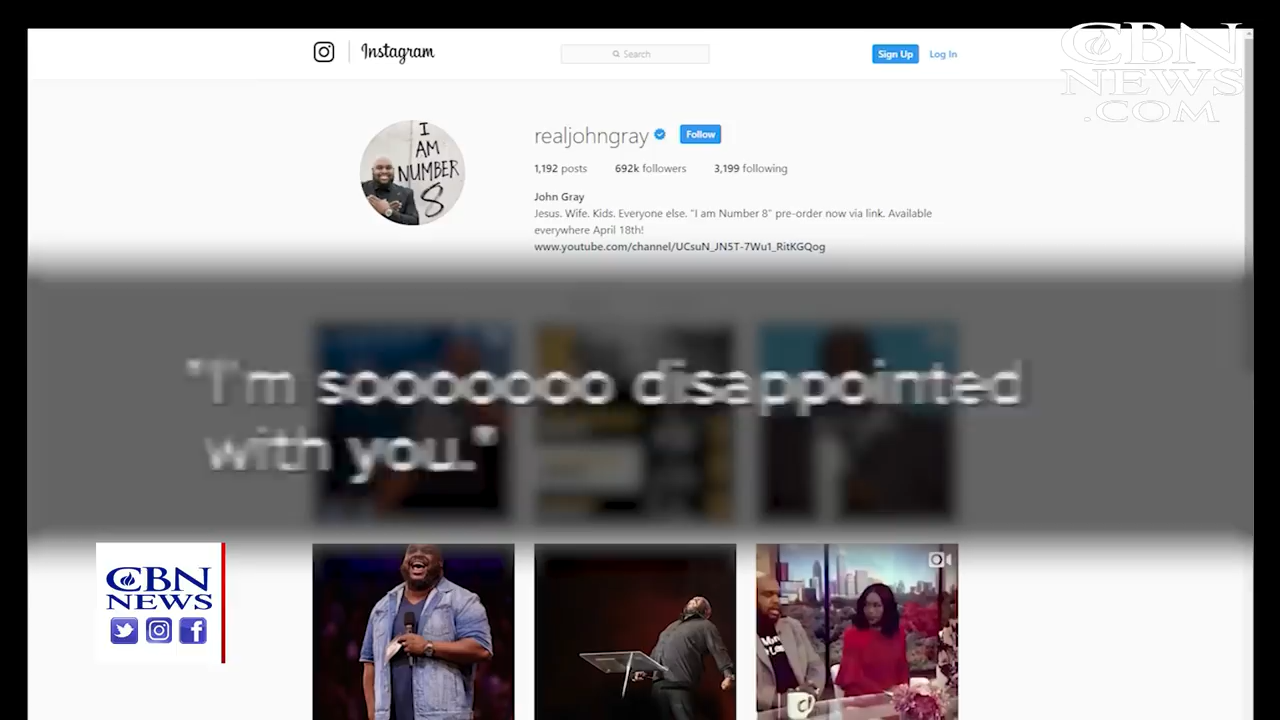 CBN
NEWS
.COM
Instagram
Search
Sign Up
Log In
I
AM
NUMBER
8
realjohngray
Follow
1,192 posts
692k followers
3,199 following
John Gray
Jesus. Wife. Kids. Everyone else. "I am Number 8" pre-order now via link. Available
everywhere April 18th!
www.youtube.com/channel/UCsuN_JN5T-7Wu1_RitKGQog
"I'm sooooooo disappointed
with you."
CBN
NEWS